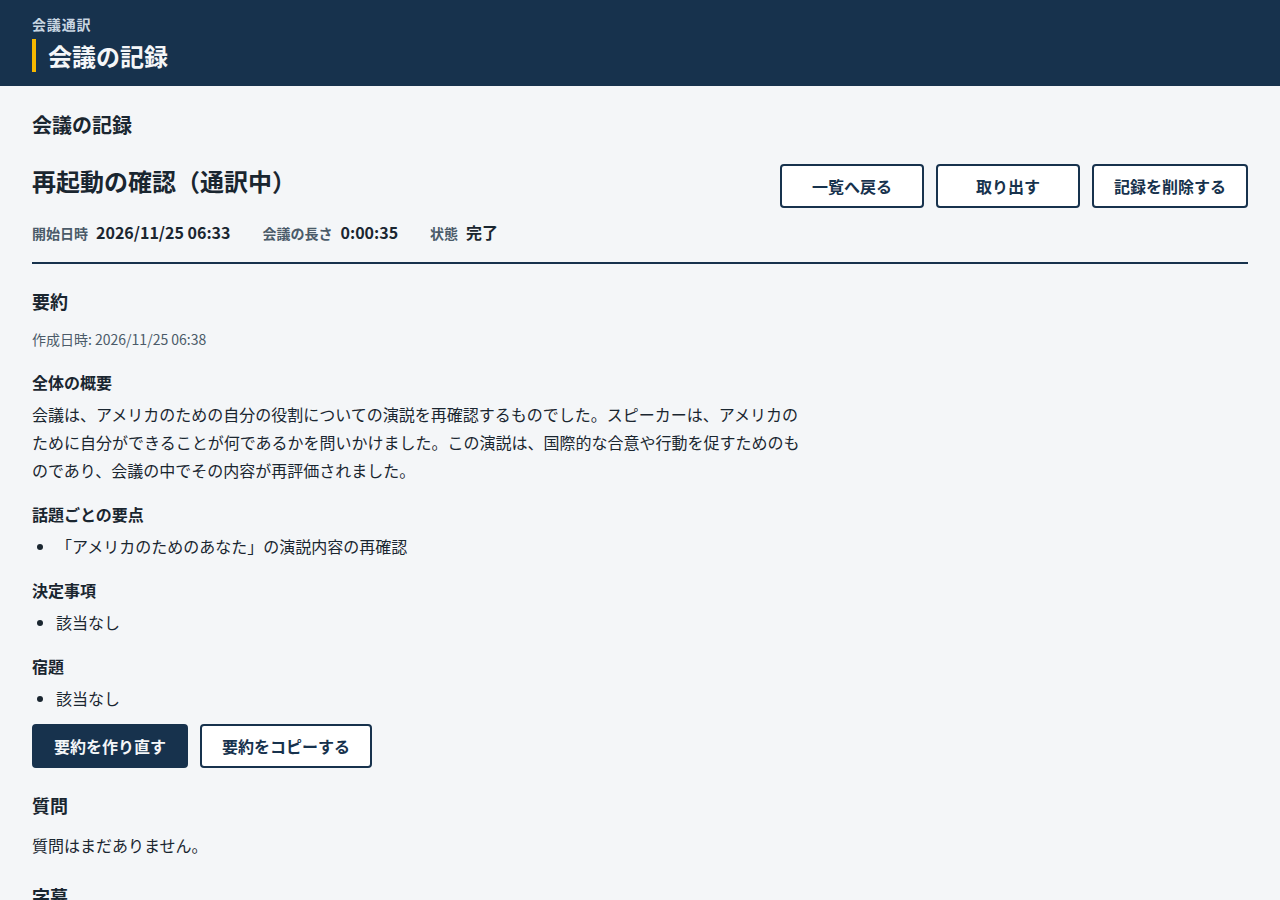 会議通訳
会議の記録
会議の記録
再起動の確認（通訳中）
一覧へ戻る
取り出す
記録を削除する
開始日時 2026/11/25 06:33 会議の長さ 0:00:35 状態 完了
要約
作成日時: 2026/11/25 06:38
全体の概要
会議は、アメリカのための自分の役割についての演説を再確認するものでした。スピーカーは、アメリカの
ために自分ができることが何であるかを問いかけました。この演説は、国際的な合意や行動を促すためのも
のであり、会議の中でその内容が再評価されました。
話題ごとの要点
• 「アメリカのためのあなた」の演説内容の再確認
決定事項
• 該当なし
宿題
• 該当なし
要約を作り直す
要約をコピーする
質問
質問はまだありません。
字幕